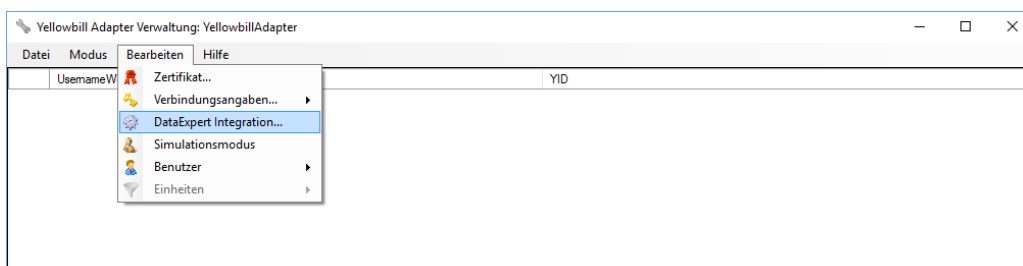 Yellowbill Adapter Verwaltung: YellowbillAdapter
Datei Modus Bearbeiten Hilfe
UsernameW YID
Zertifikat...
Verbindungsangaben...
DataExpert Integration...
Simulationsmodus
Benutzer
Einheiten